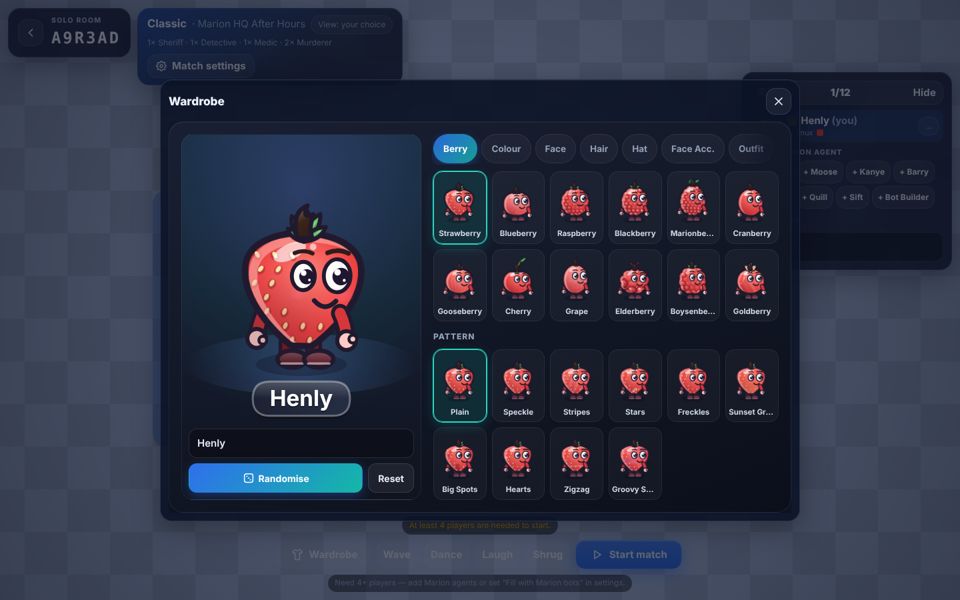 SOLO ROOM
A9R3AD
Classic · Marion HQ After Hours
View: your choice
1× Sheriff · 1× Detective · 1× Medic · 2× Murderer
Match settings
Wardrobe
1/12
Hide
Henly (you)
ON AGENT
+ Moose
+ Kanye
+ Barry
+ Quill
+ Sift
+ Bot Builder
Berry
Colour
Face
Hair
Hat
Face Acc.
Outfit
Strawberry
Blueberry
Raspberry
Blackberry
Marionbe...
Cranberry
Gooseberry
Cherry
Grape
Elderberry
Boysenbe...
Goldberry
PATTERN
Plain
Speckle
Stripes
Stars
Freckles
Sunset Gr...
Big Spots
Hearts
Zigzag
Groovy S...
Henly
Henly
Randomise
Reset
At least 4 players are needed to start.
Wardrobe
Wave
Dance
Laugh
Shrug
Start match
Need 4+ players — add Marion agents or set "Fill with Marion bots" in settings.